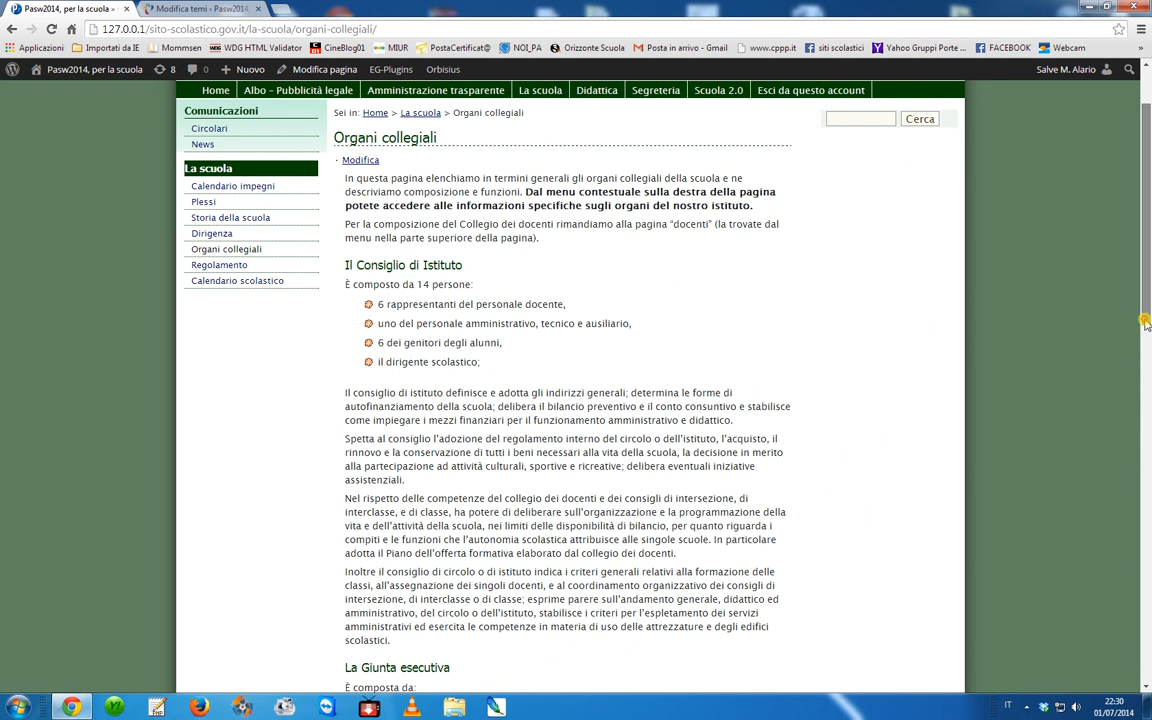 Pasw2014, per la scuola »
Modifica temi ‹ Pasw2014,
127.0.0.1/sito-scolastico.gov.it/la-scuola/organi-collegiali/
Applicazioni Importati da IE Mommsen WDG HTML Validator CineBlog01 MIUR PostaCertificat@ NOI_PA Orizzonte Scuola Posta in arrivo - Gmail www.cppp.it siti scolastici Yahoo Gruppi Porte ... FACEBOOK Webcam
Pasw2014, per la scuola 8 0 Nuovo Modifica pagina EG-Plugins Orbisius Salve M. Alario
Home Albo – Pubblicità legale Amministrazione trasparente La scuola Didattica Segreteria Scuola 2.0 Esci da questo account
Comunicazioni
Circolari
News
La scuola
Calendario impegni
Plessi
Storia della scuola
Dirigenza
Organi collegiali
Regolamento
Calendario scolastico
Sei in: Home > La scuola > Organi collegiali
Cerca
Organi collegiali
· Modifica
In questa pagina elenchiamo in termini generali gli organi collegiali della scuola e ne
descriviamo composizione e funzioni. Dal menu contestuale sulla destra della pagina
potete accedere alle informazioni specifiche sugli organi del nostro istituto.
Per la composizione del Collegio dei docenti rimandiamo alla pagina “docenti” (la trovate dal
menu nella parte superiore della pagina).
Il Consiglio di Istituto
È composto da 14 persone:
6 rappresentanti del personale docente,
uno del personale amministrativo, tecnico e ausiliario,
6 dei genitori degli alunni,
il dirigente scolastico;
Il consiglio di istituto definisce e adotta gli indirizzi generali; determina le forme di
autofinanziamento della scuola; delibera il bilancio preventivo e il conto consuntivo e stabilisce
come impiegare i mezzi finanziari per il funzionamento amministrativo e didattico.
Spetta al consiglio l’adozione del regolamento interno del circolo o dell’istituto, l’acquisto, il
rinnovo e la conservazione di tutti i beni necessari alla vita della scuola, la decisione in merito
alla partecipazione ad attività culturali, sportive e ricreative; delibera eventuali iniziative
assistenziali.
Nel rispetto delle competenze del collegio dei docenti e dei consigli di intersezione, di
interclasse, e di classe, ha potere di deliberare sull’organizzazione e la programmazione della
vita e dell’attività della scuola, nei limiti delle disponibilità di bilancio, per quanto riguarda i
compiti e le funzioni che l’autonomia scolastica attribuisce alle singole scuole. In particolare
adotta il Piano dell’offerta formativa elaborato dal collegio dei docenti.
Inoltre il consiglio di circolo o di istituto indica i criteri generali relativi alla formazione delle
classi, all’assegnazione dei singoli docenti, e al coordinamento organizzativo dei consigli di
intersezione, di interclasse o di classe; esprime parere sull’andamento generale, didattico ed
amministrativo, del circolo o dell’istituto, stabilisce i criteri per l’espletamento dei servizi
amministrativi ed esercita le competenze in materia di uso delle attrezzature e degli edifici
scolastici.
La Giunta esecutiva
È composta da:
IT
22:30
01/07/2014